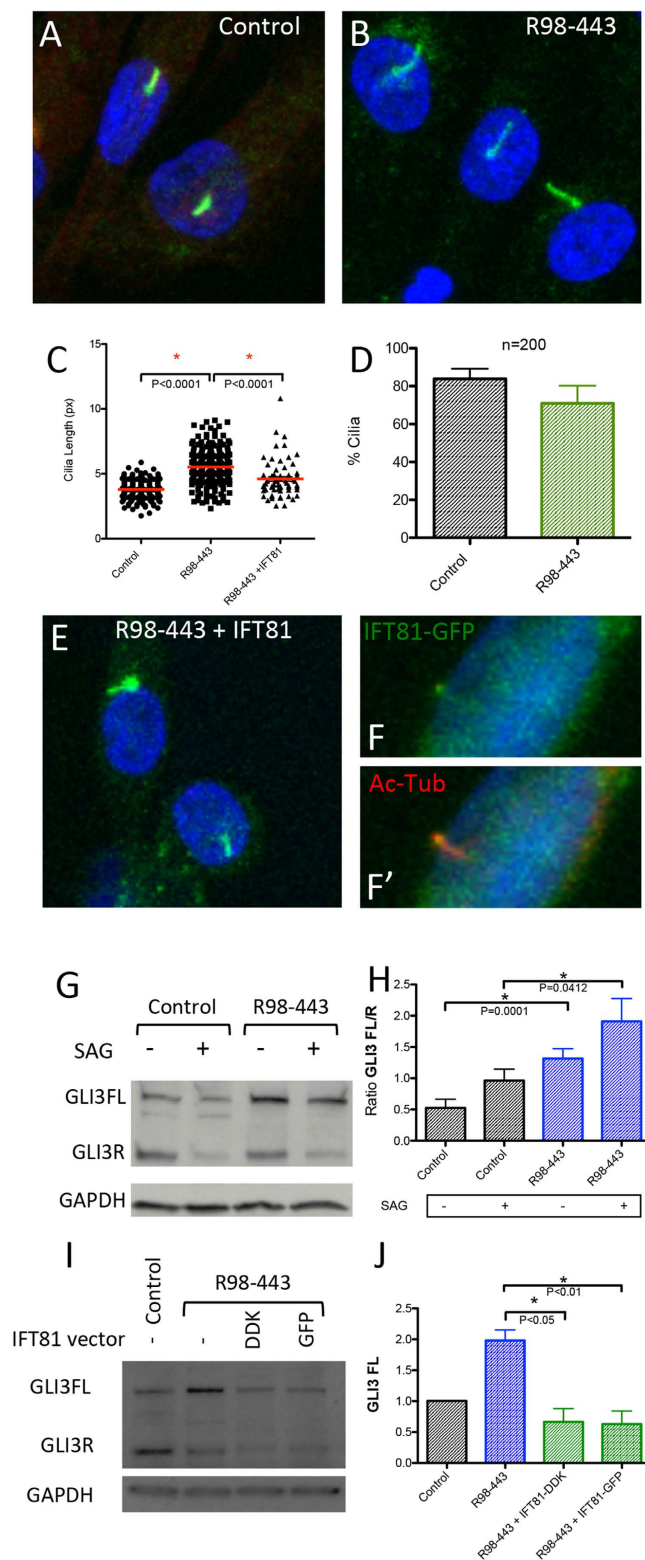 A Control
B R98-443
C
Cilia Length (px)
15
10
5
0
*
*
P<0.0001
P<0.0001
Control
R98-443
R98-443 +IFT81
D
n=200
% Cilia
100
80
60
40
20
0
Control
R98-443
E R98-443 + IFT81
IFT81-GFP
F
Ac-Tub
F'
G
Control R98-443
SAG - + - +
GLI3FL
GLI3R
GAPDH
H
Ratio GLI3 FL/R
2.5
2.0
1.5
1.0
0.5
0.0
*
P=0.0412
*
P=0.0001
Control
Control
R98-443
R98-443
SAG - + - +
I
Control
R98-443
IFT81 vector - - DDK GFP
GLI3FL
GLI3R
GAPDH
J
GLI3 FL
2.5
2.0
1.5
1.0
0.5
0.0
*
P<0.01
*
P<0.05
Control
R98-443
R98-443 + IFT81-DDK
R98-443 + IFT81-GFP